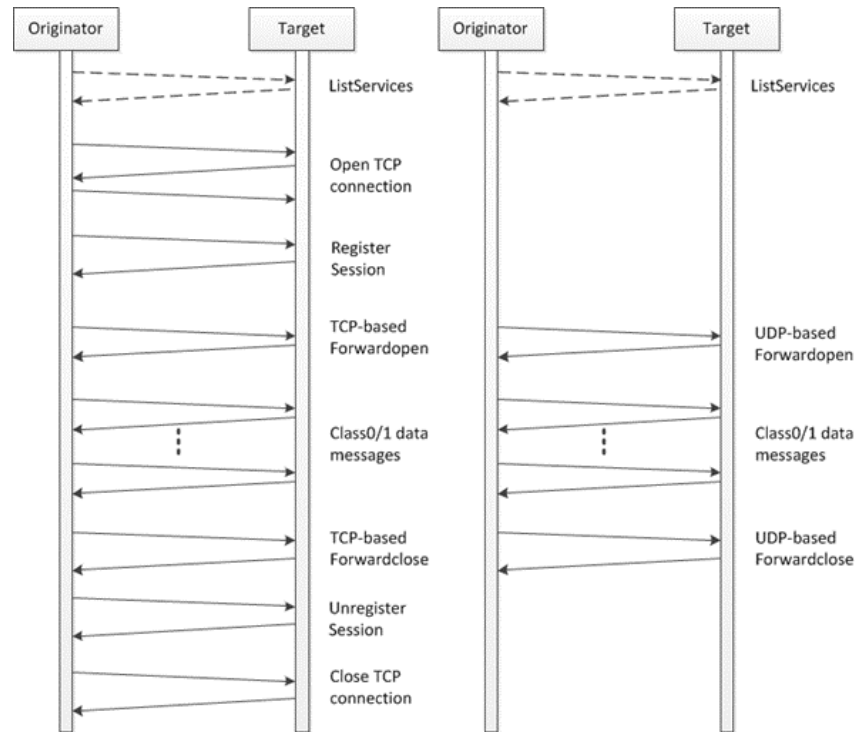 Originator
Target
ListServices
Open TCP
connection
Register
Session
TCP-based
Forwardopen
Class0/1 data
messages
TCP-based
Forwardclose
Unregister
Session
Close TCP
connection
Originator
Target
ListServices
UDP-based
Forwardopen
Class0/1 data
messages
UDP-based
Forwardclose